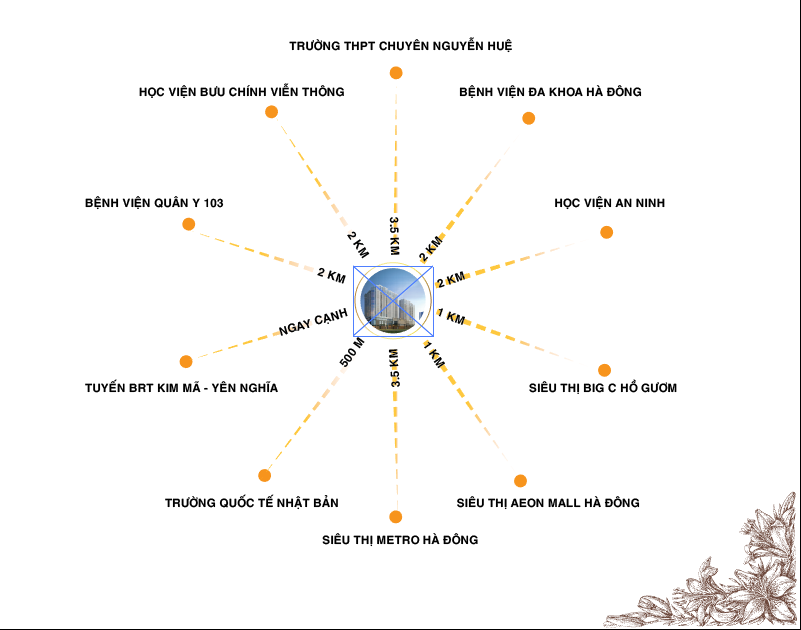 TRƯỜNG THPT CHUYÊN NGUYỄN HUỆ
HỌC VIỆN BƯU CHÍNH VIỄN THÔNG
BỆNH VIỆN ĐA KHOA HÀ ĐÔNG
BỆNH VIỆN QUÂN Y 103
HỌC VIỆN AN NINH
3.5 KM
2 KM
2 KM
2 KM
2 KM
NGAY CẠNH
1 KM
500 M
3.5 KM
1 KM
TUYẾN BRT KIM MÃ - YÊN NGHĨA
SIÊU THỊ BIG C HỒ GƯƠM
TRƯỜNG QUỐC TẾ NHẬT BẢN
SIÊU THỊ AEON MALL HÀ ĐÔNG
SIÊU THỊ METRO HÀ ĐÔNG